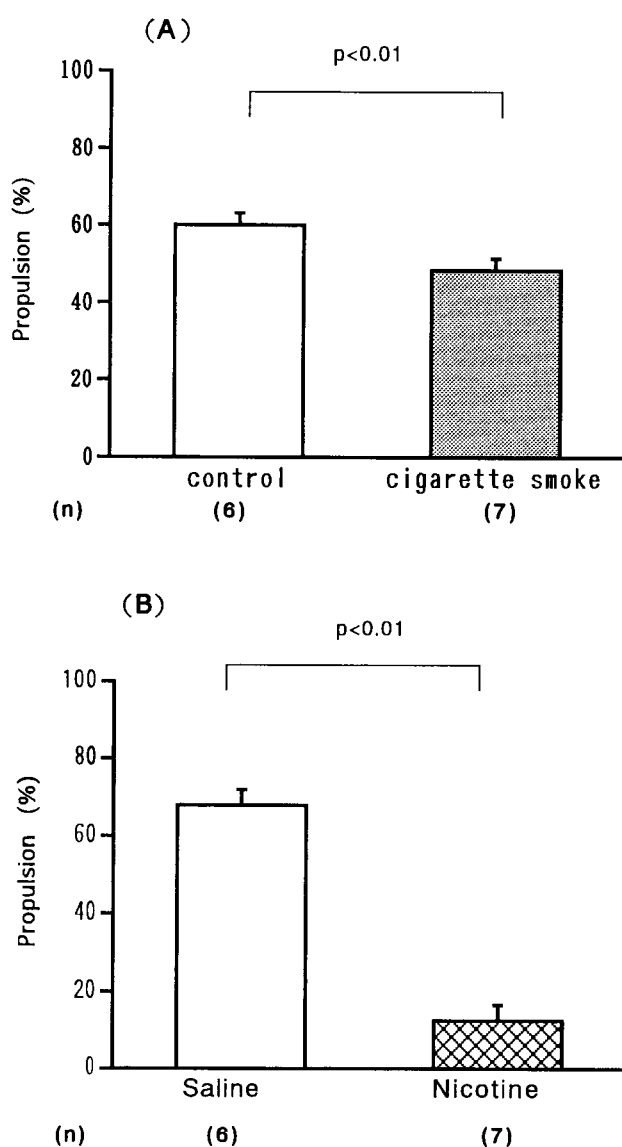 (A)
p<0.01
Propulsion (%)
100
80
60
40
20
0
control cigarette smoke
(n) (6) (7)
(B)
p<0.01
Propulsion (%)
100
80
60
40
20
0
Saline Nicotine
(n) (6) (7)